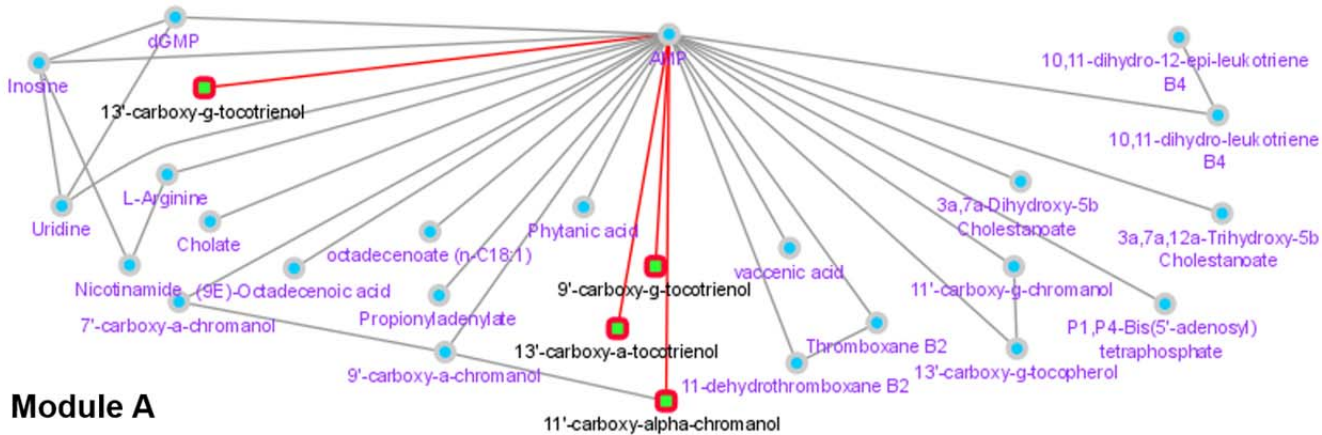 dGMP
AMP
10,11-dihydro-12-epi-leukotriene
B4
Inosine
13'-carboxy-g-tocotrienol
10,11-dihydro-leukotriene
B4
L-Arginine
Uridine
Cholate
octadecenoate (n-C18:1)
Phytanic acid
3a,7a-Dihydroxy-5b
Cholestanoate
3a,7a,12a-Trihydroxy-5b
Cholestanoate
vaccenic acid
Nicotinamide
(9E)-Octadecenoic acid
9'-carboxy-g-tocotrienol
11'-carboxy-g-chromanol
7'-carboxy-a-chromanol
Propionyladenylate
P1,P4-Bis(5'-adenosyl)
tetraphosphate
13'-carboxy-a-tocotrienol
Thromboxane B2
9'-carboxy-a-chromanol
11-dehydrothromboxane B2
13'-carboxy-g-tocopherol
Module A
11'-carboxy-alpha-chromanol